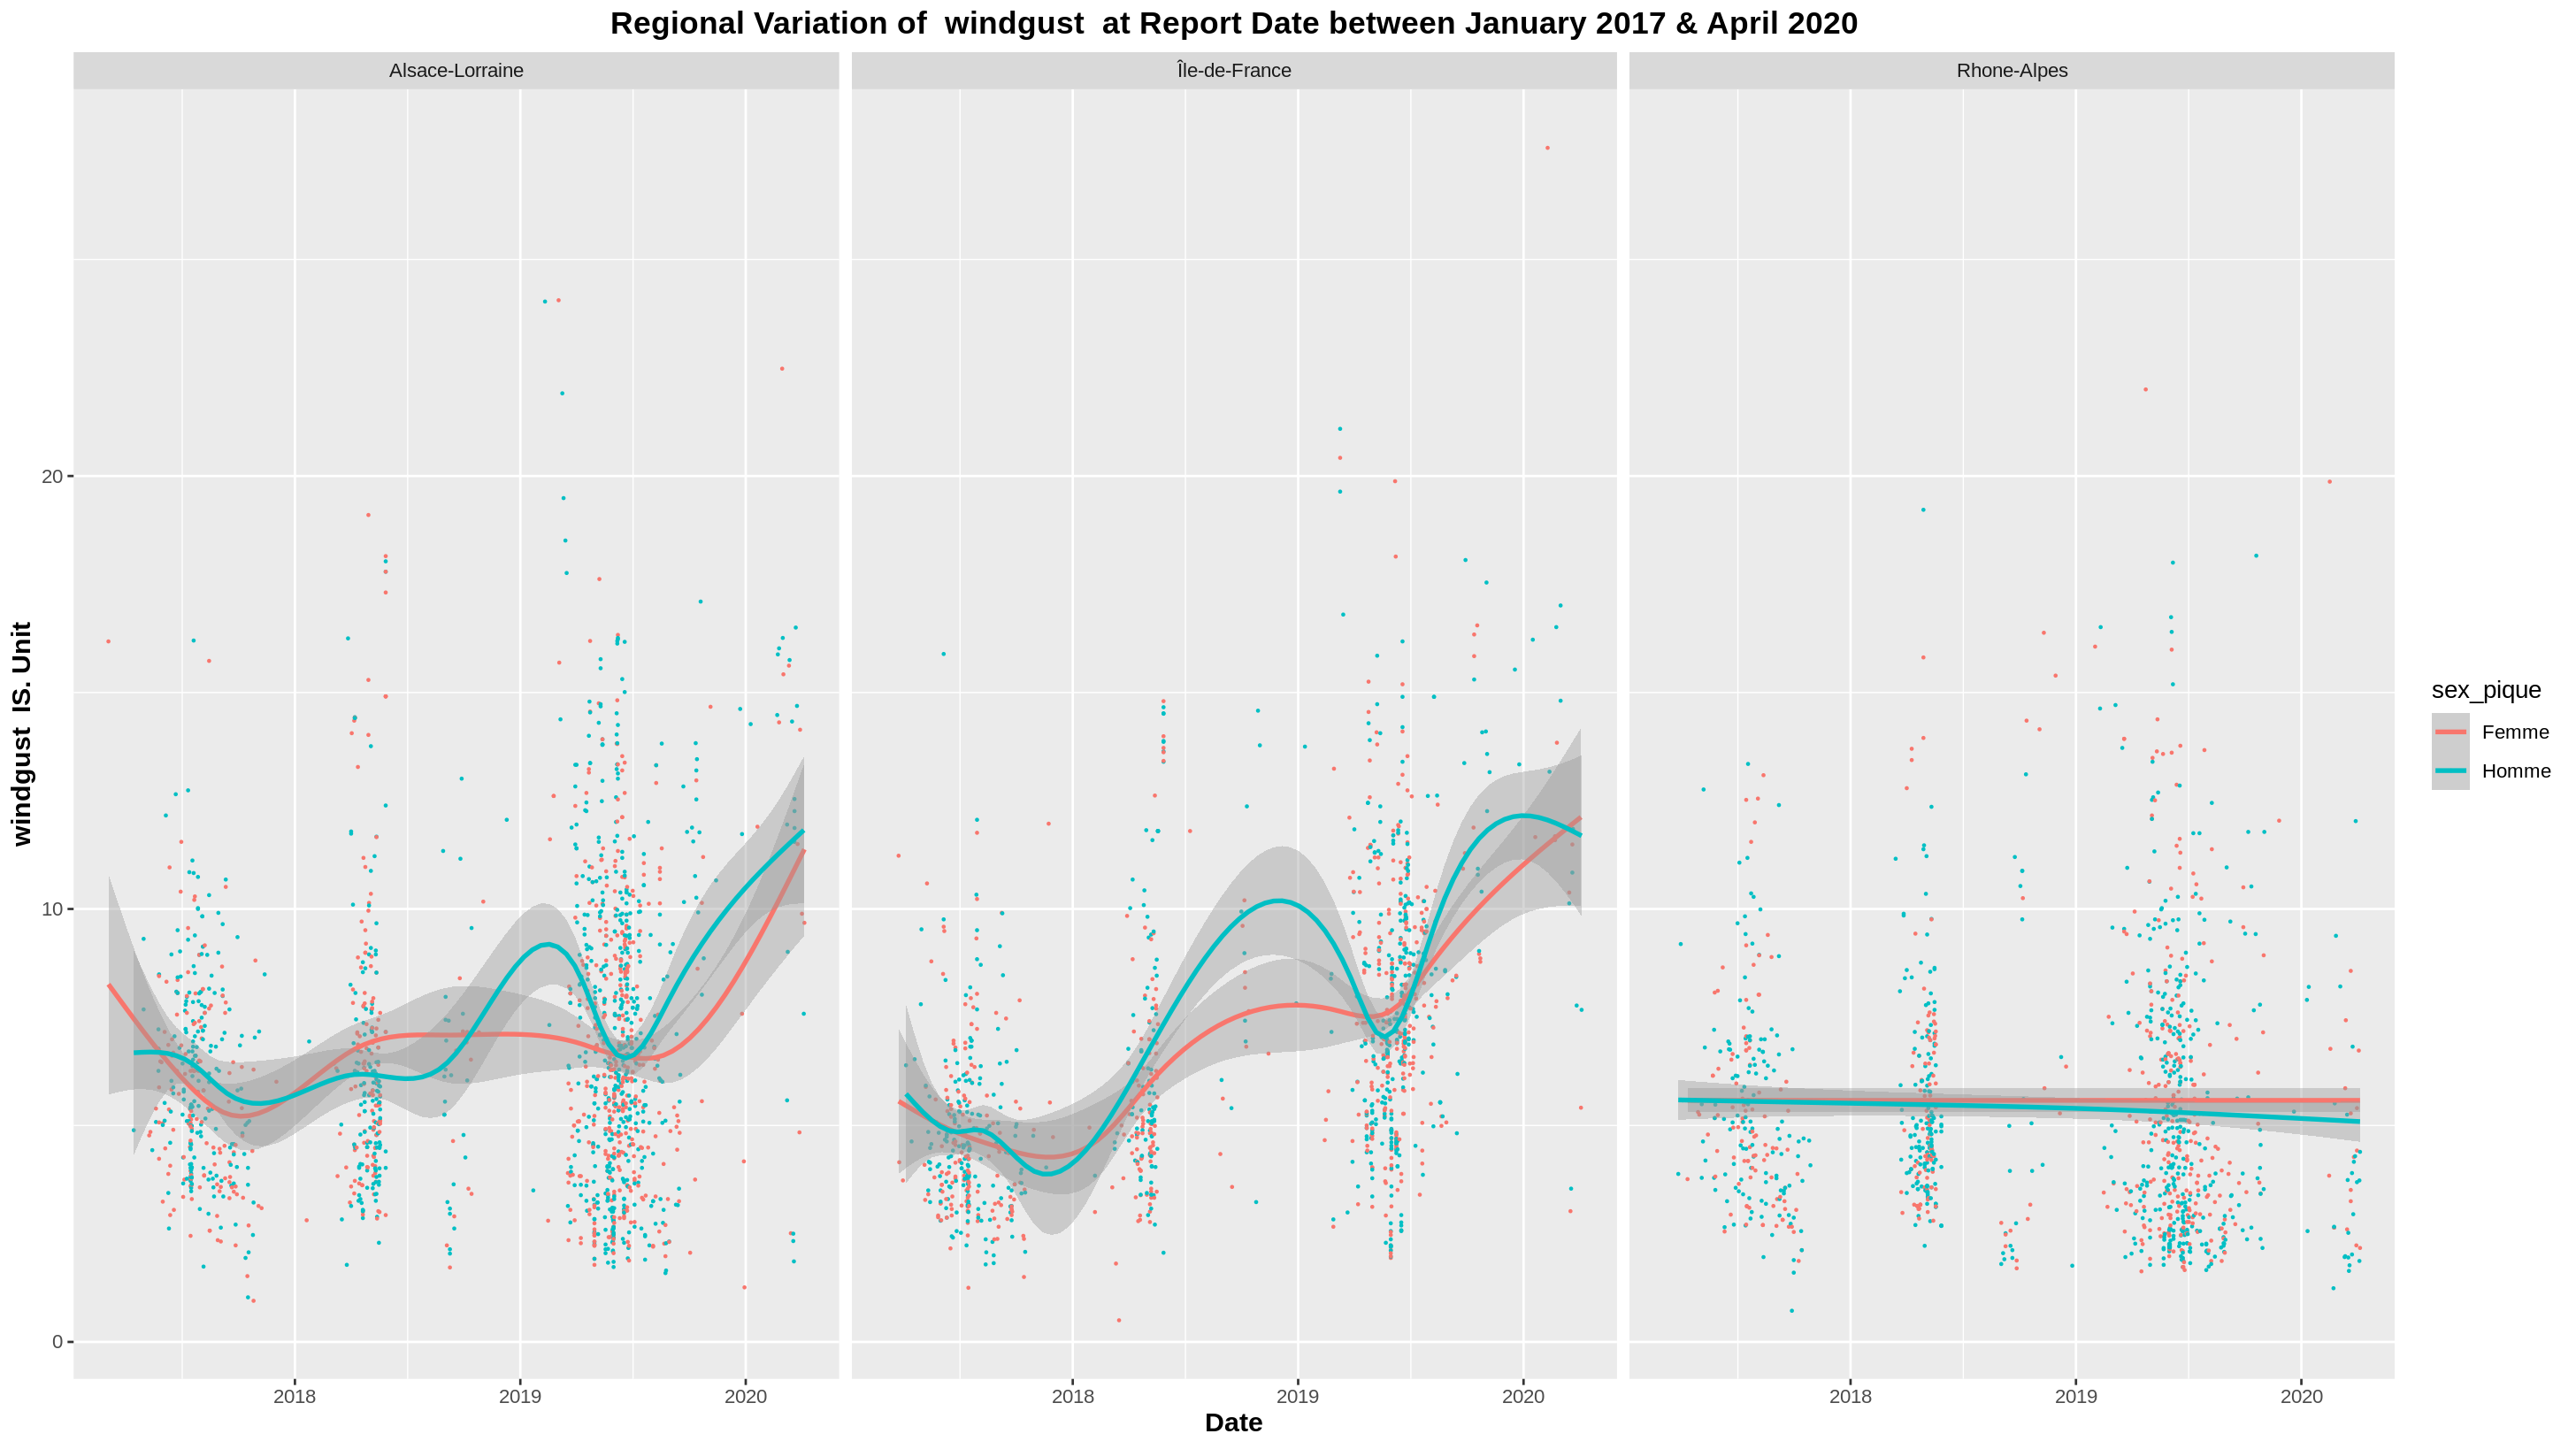 Regional Variation of  windgust  at Report Date between January 2017 & April 2020
Alsace-Lorraine
Île-de-France
Rhone-Alpes
windgust  IS. Unit
20
10
0
2018
2019
2020
2018
2019
2020
2018
2019
2020
Date
sex_pique
Femme
Homme